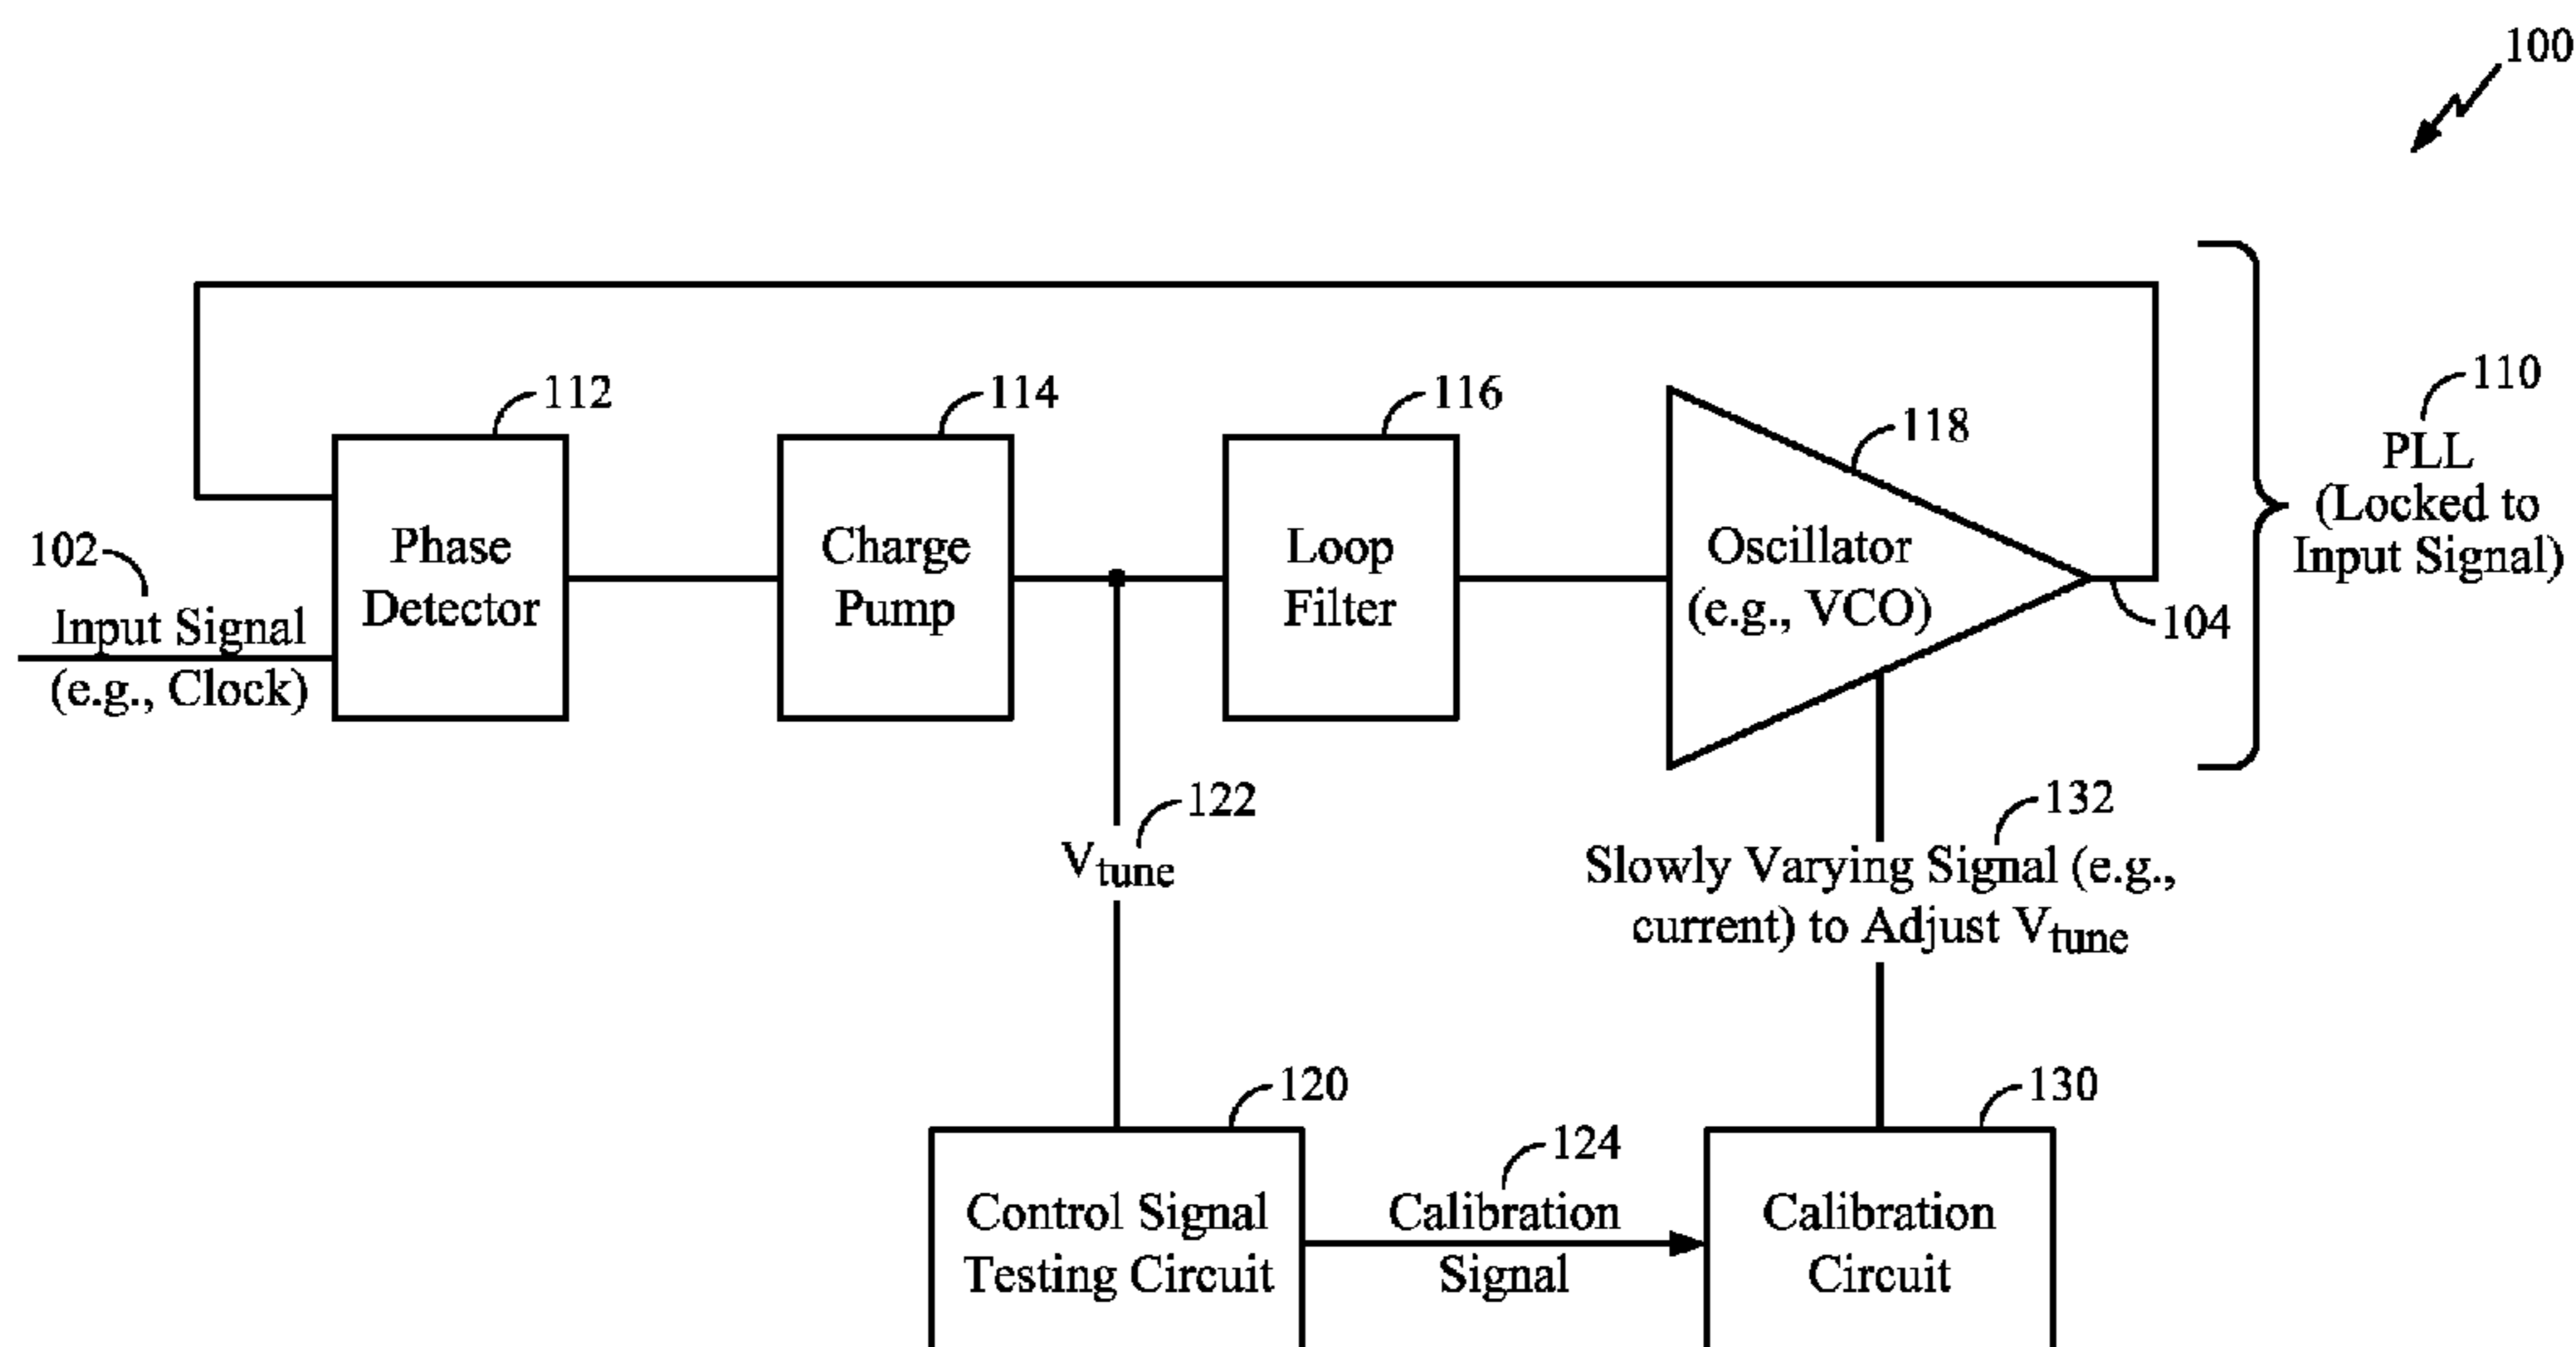 100
110
PLL
(Locked to
Input Signal)
112
114
116
118
102
Input Signal
(e.g., Clock)
Phase
Detector
Charge
Pump
Loop
Filter
Oscillator
(e.g., VCO)
104
122
Vtune
132
Slowly Varying Signal (e.g.,
current) to Adjust Vtune
120
Control Signal
Testing Circuit
124
Calibration
Signal
130
Calibration
Circuit